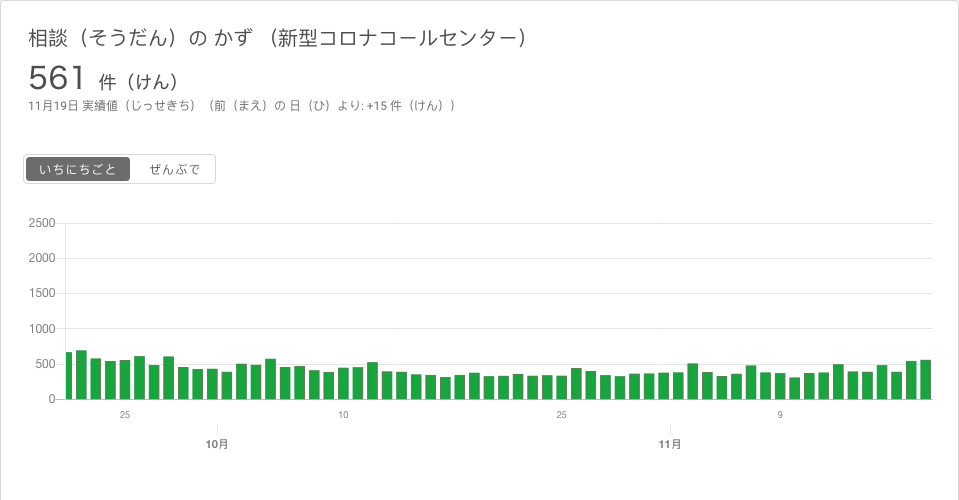 相談（そうだん）の かず （新型コロナコールセンター）
561 件（けん）
11月19日 実績値（じっせきち）（前（まえ）の 日（ひ）より: +15 件（けん））
いちにちごと ぜんぶで
2500
2000
1500
1000
500
0
25 10 25 9
10月 11月